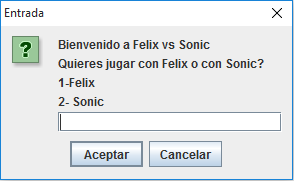 Entrada
Bienvenido a Felix vs Sonic
Quieres jugar con Felix o con Sonic?
1-Felix
2- Sonic
Aceptar
Cancelar